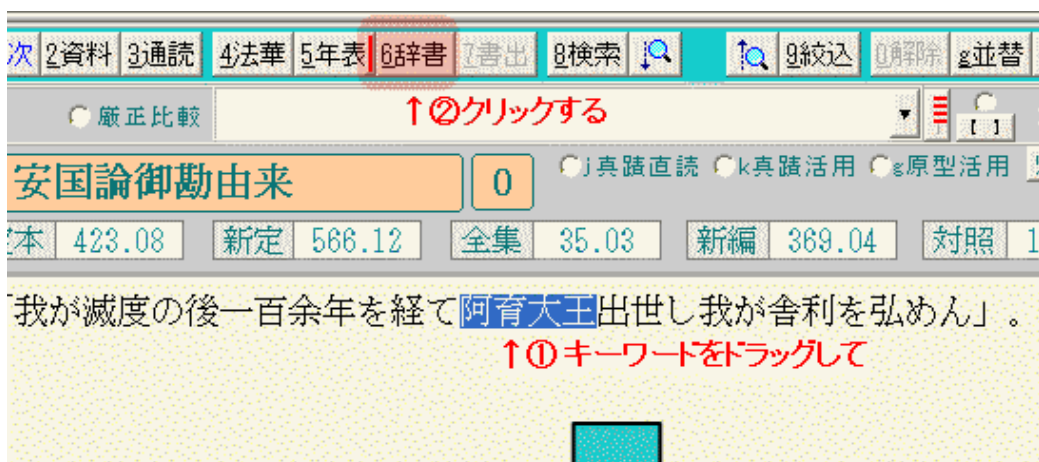 次 2資料 3通読 4法華 5年表 6辞書 7書出 8検索 9絞込 0解除 g並替
厳正比較 ↑②クリックする [ ]
安国論御勘由来 0 j真蹟直読 k真蹟活用 g原型活用
本 423.08 新定 566.12 全集 35.03 新編 369.04 対照 1
「我が滅度の後一百余年を経て阿育大王出世し我が舎利を弘めん」。
↑①キーワードをドラッグして